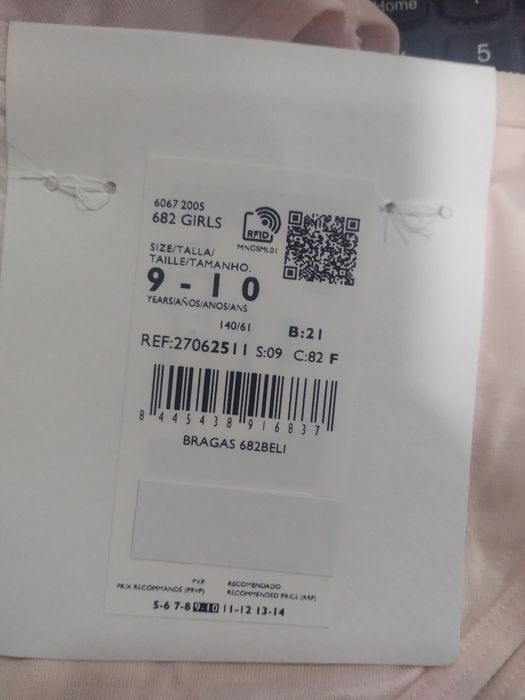 Home
5
6067 2005
682 GIRLS
RFID
MNGSML01
SIZE/TALLA/
TAILLE/TAMANHO.
9 - 10
YEARS/AÑOS/ANOS/ANS
140/61
B:21
REF:27062511 S:09 C:82 F
8 445438 916837
BRAGAS 682BELI
PVP. RECOMENDADO
PRIX RECOMMANDÉ (PRVP) RECOMMENDED PRICE (RRP)
5-6 7-8 9-10 11-12 13-14